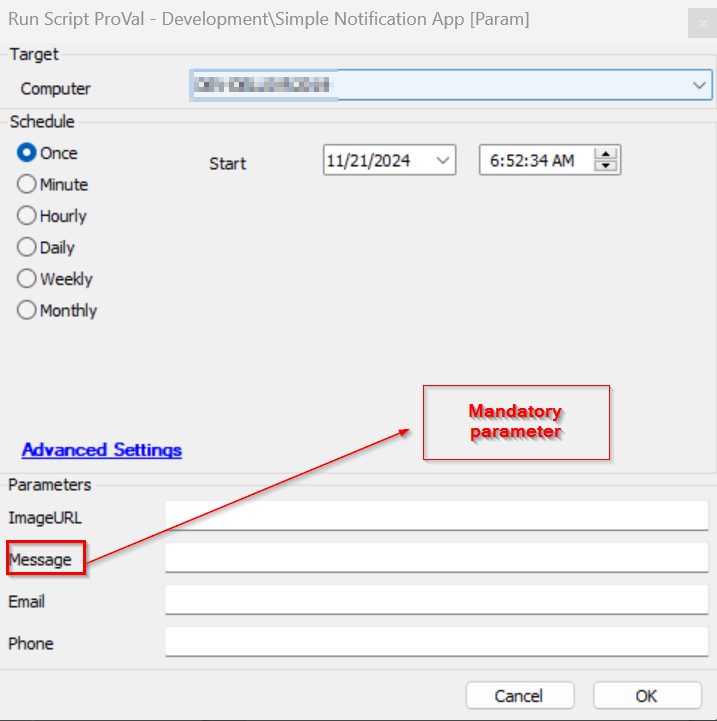 Run Script ProVal - Development\Simple Notification App [Param]
Target
Computer
Schedule
Once
Start
11/21/2024
6:52:34 AM
Minute
Hourly
Daily
Weekly
Monthly
Mandatory
parameter
Advanced Settings
Parameters
ImageURL
Message
Email
Phone
Cancel
OK